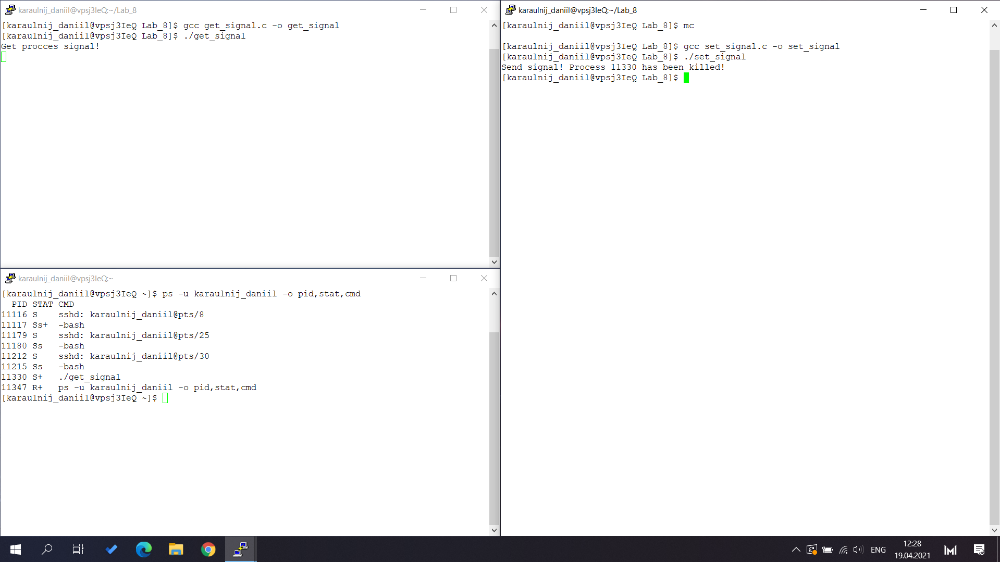 karaulnij_daniil@vpsj3IeQ:~/Lab_8
[karaulnij_daniil@vpsj3IeQ Lab_8]$ gcc get_signal.c -o get_signal
[karaulnij_daniil@vpsj3IeQ Lab_8]$ ./get_signal
Get procces signal!
karaulnij_daniil@vpsj3IeQ:~
[karaulnij_daniil@vpsj3IeQ ~]$ ps -u karaulnij_daniil -o pid,stat,cmd
PID STAT CMD
11116 S sshd: karaulnij_daniil@pts/8
11117 Ss+ -bash
11179 S sshd: karaulnij_daniil@pts/25
11180 Ss -bash
11212 S sshd: karaulnij_daniil@pts/30
11215 Ss -bash
11330 S+ ./get_signal
11347 R+ ps -u karaulnij_daniil -o pid,stat,cmd
[karaulnij_daniil@vpsj3IeQ ~]$
karaulnij_daniil@vpsj3IeQ:~/Lab_8
[karaulnij_daniil@vpsj3IeQ Lab_8]$ mc
[karaulnij_daniil@vpsj3IeQ Lab_8]$ gcc set_signal.c -o set_signal
[karaulnij_daniil@vpsj3IeQ Lab_8]$ ./set_signal
Send signal! Process 11330 has been killed!
[karaulnij_daniil@vpsj3IeQ Lab_8]$
ENG
12:28
19.04.2021